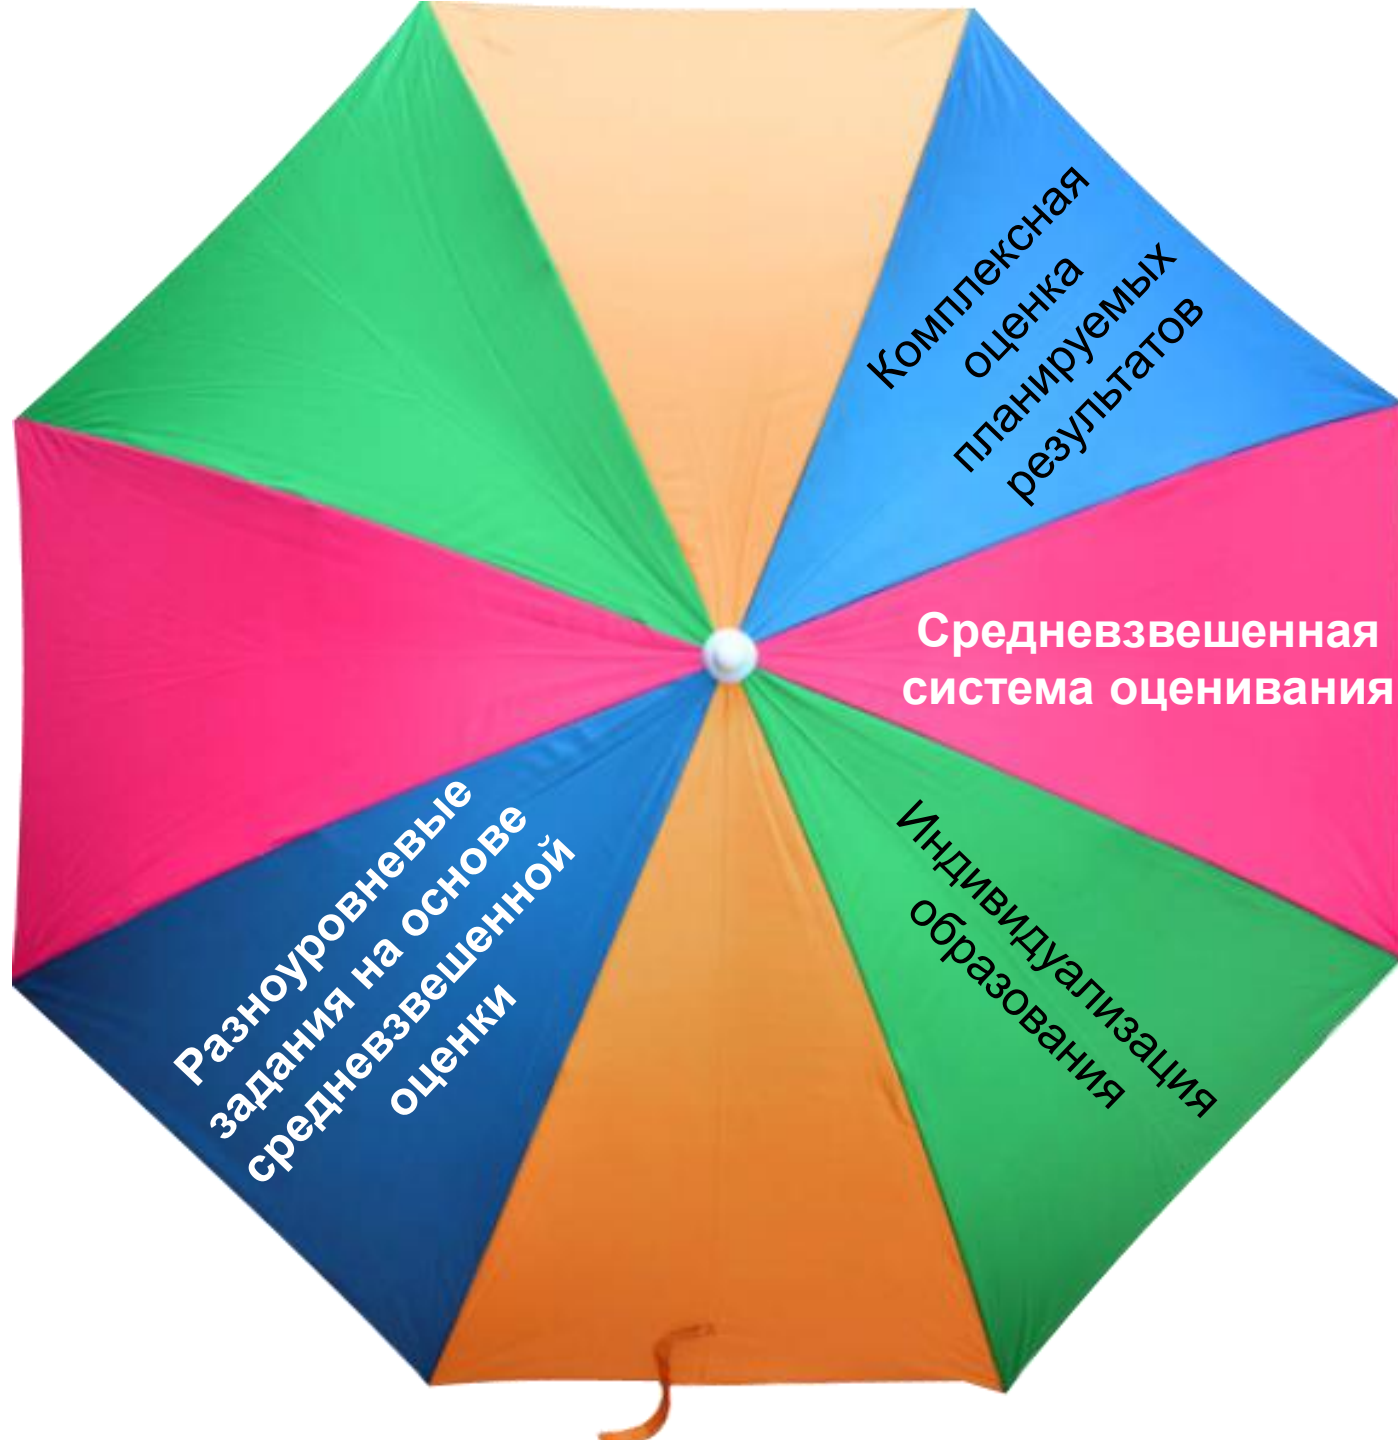 Комплексная
оценка
планируемых
результатов
Средневзвешенная
система оценивания
Индивидуализация
образования
Разноуровневые
задания на основе
средневзвешенной
оценки